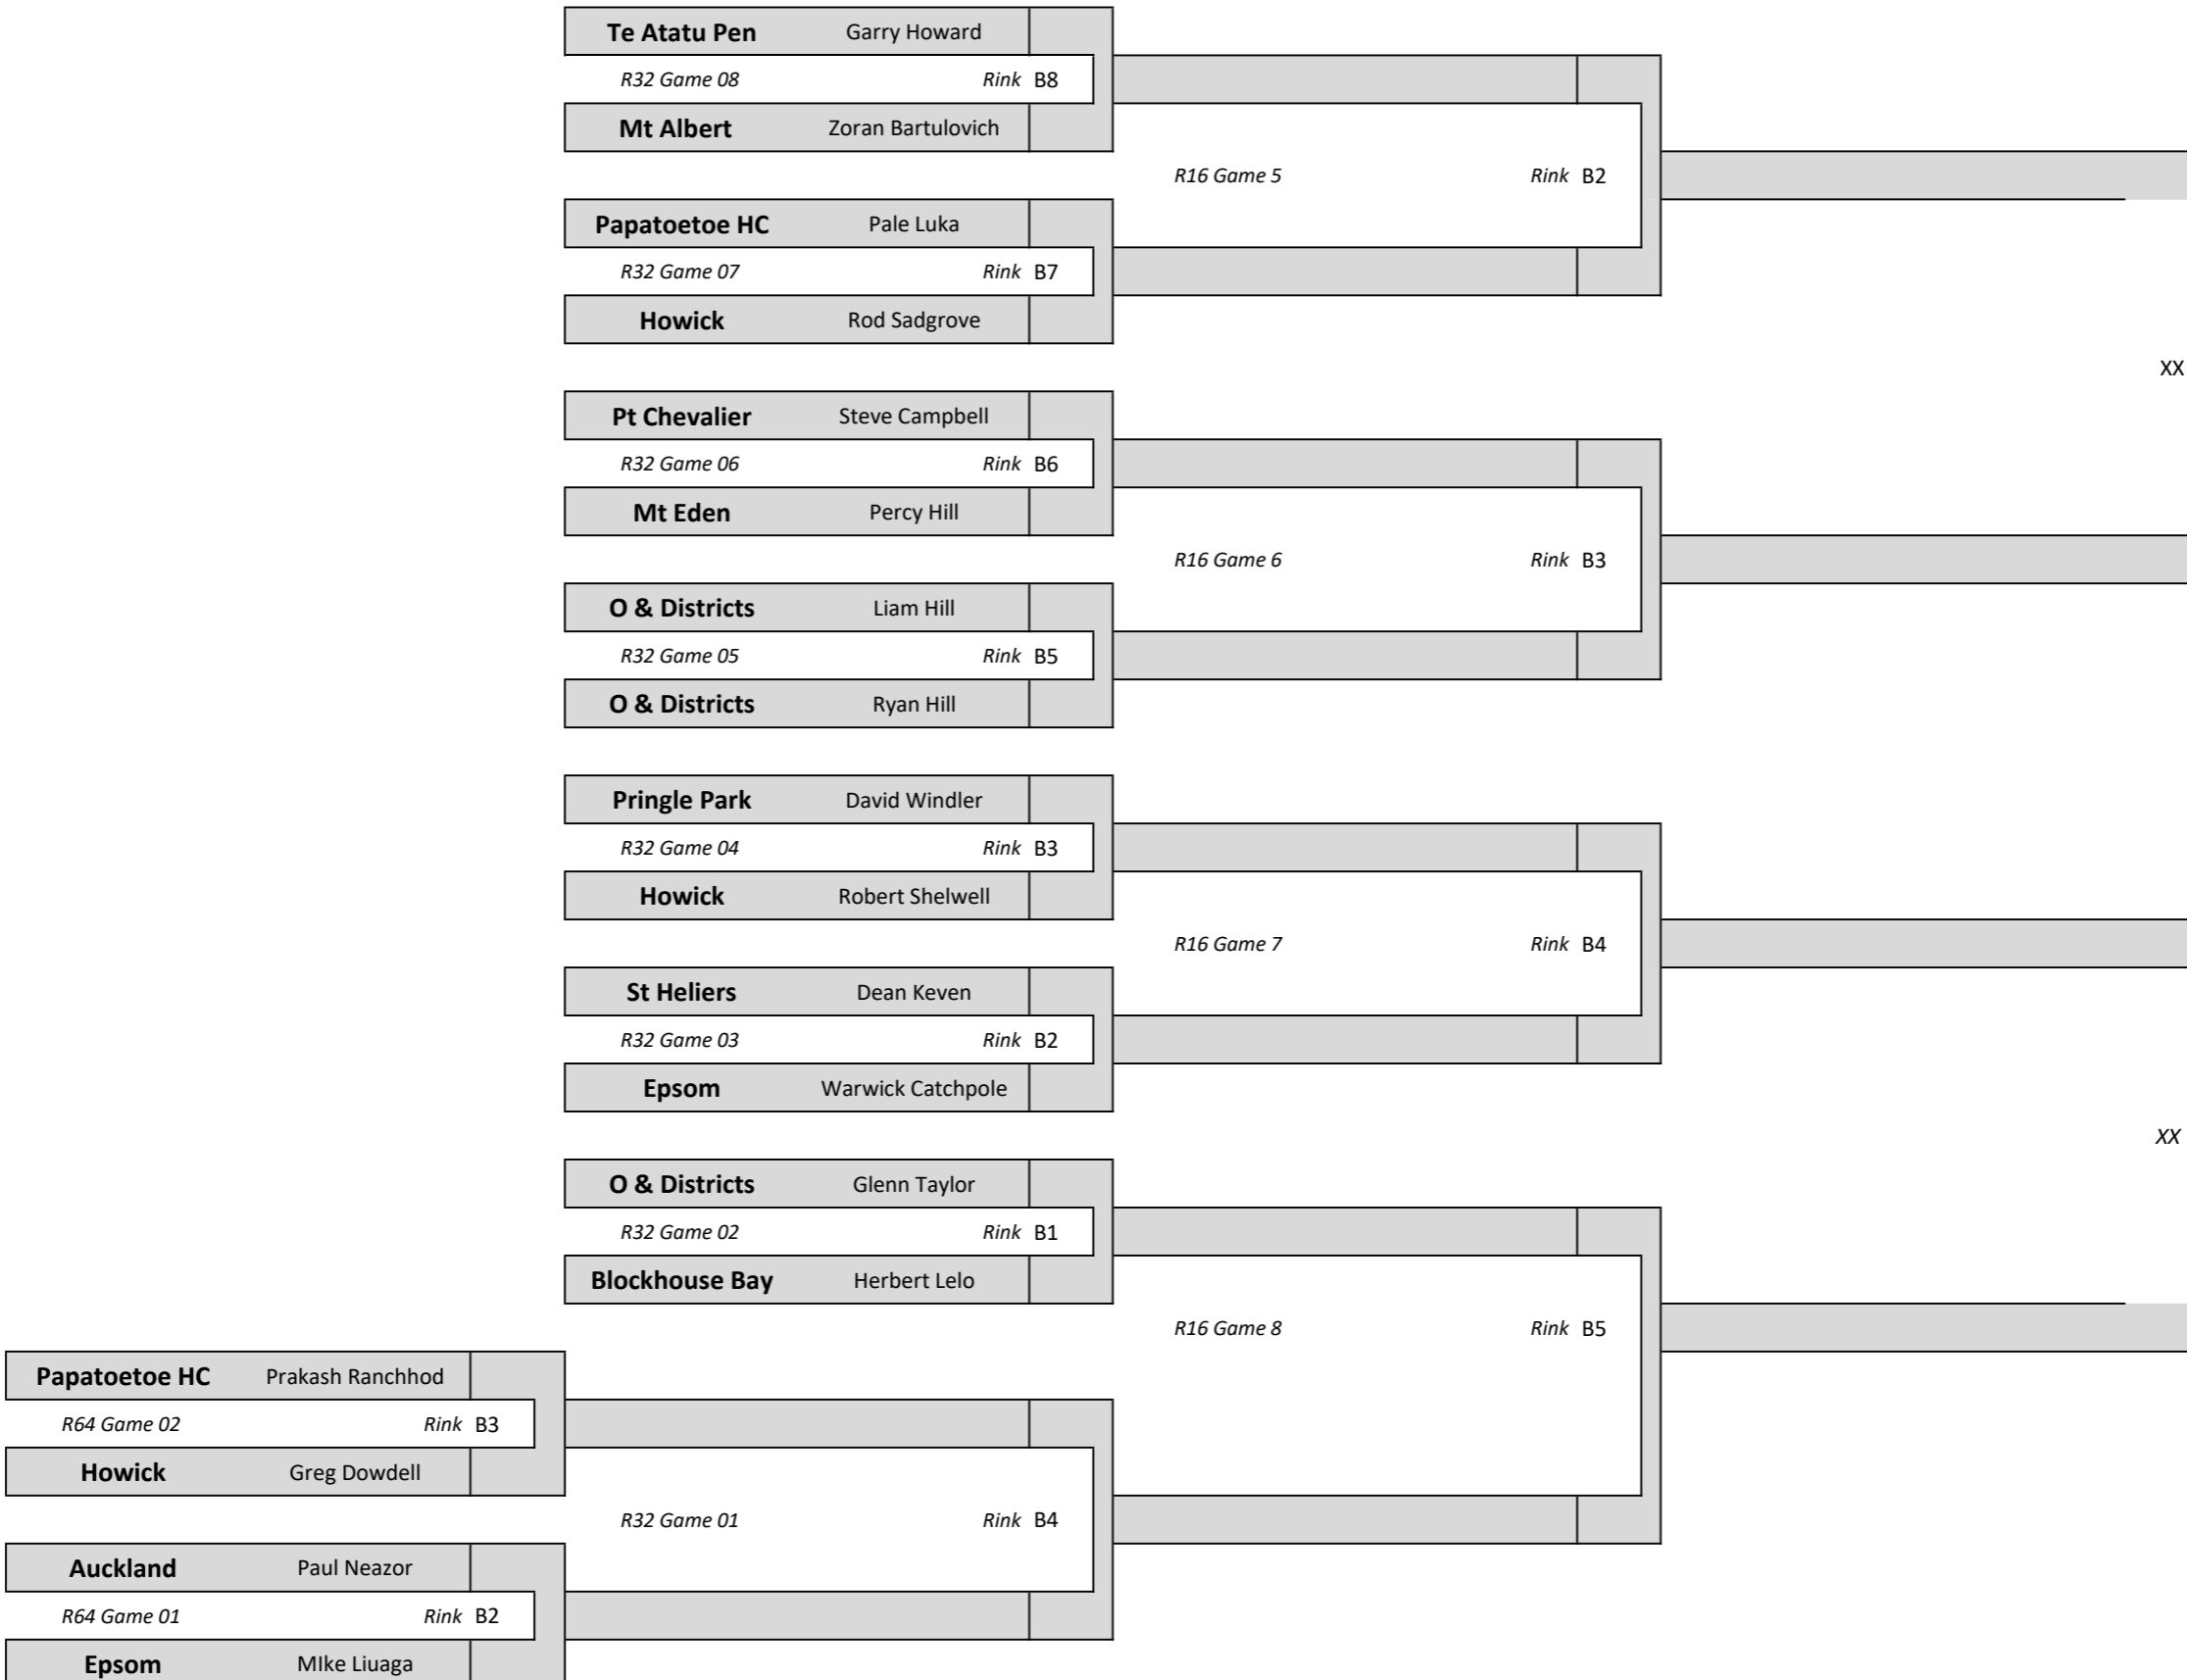 Te Atatu Pen Garry Howard
R32 Game 08 Rink B8
Mt Albert Zoran Bartulovich
R16 Game 5 Rink B2
Papatoetoe HC Pale Luka
R32 Game 07 Rink B7
Howick Rod Sadgrove
XX
Pt Chevalier Steve Campbell
R32 Game 06 Rink B6
Mt Eden Percy Hill
R16 Game 6 Rink B3
O & Districts Liam Hill
R32 Game 05 Rink B5
O & Districts Ryan Hill
Pringle Park David Windler
R32 Game 04 Rink B3
Howick Robert Shelwell
R16 Game 7 Rink B4
St Heliers Dean Keven
R32 Game 03 Rink B2
Epsom Warwick Catchpole
XX
O & Districts Glenn Taylor
R32 Game 02 Rink B1
Blockhouse Bay Herbert Lelo
R16 Game 8 Rink B5
Papatoetoe HC Prakash Ranchhod
R64 Game 02 Rink B3
Howick Greg Dowdell
R32 Game 01 Rink B4
Auckland Paul Neazor
R64 Game 01 Rink B2
Epsom MIke Liuaga